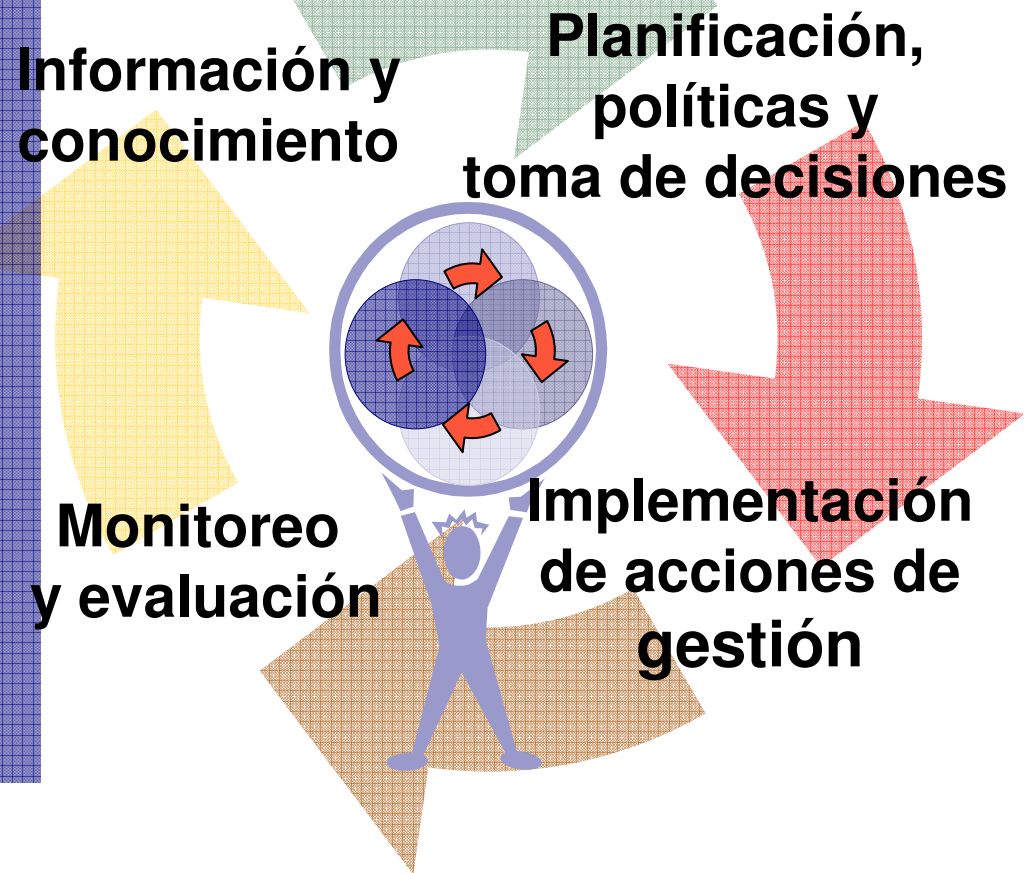 Información y
conocimiento
Planificación,
políticas y
toma de decisiones
Monitoreo
y evaluación
Implementación
de acciones de
gestión